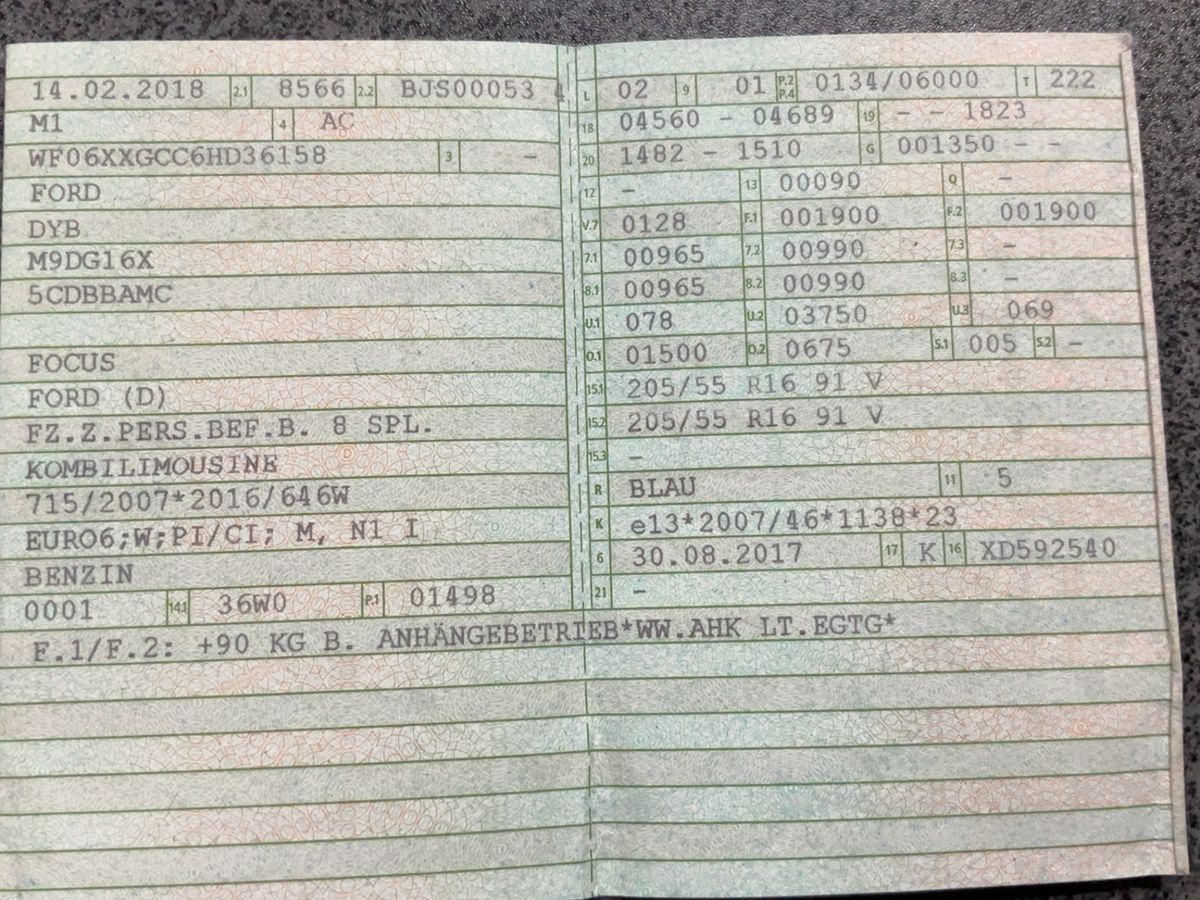 14.02.2018 2.1 8566 2.2 BJS00053 4
M1 4 AC
WF06XXGCC6HD36158 3 -
FORD
DYB
M9DG16X
5CDBBAMC
FOCUS
FORD (D)
FZ.Z.PERS.BEF.B. 8 SPL.
KOMBILIMOUSINE
715/2007*2016/646W
EURO6;W;PI/CI; M, N1 I
BENZIN
0001 14.1 36W0 P.1 01498
L 02 9 01 P.2 P.4 0134/06000 T 222
18 04560 - 04689 19 - - 1823
20 1482 - 1510 G 001350 - -
12 - 13 00090 Q -
V.7 0128 F.1 001900 F.2 001900
7.1 00965 7.2 00990 7.3 -
8.1 00965 8.2 00990 8.3 -
U.1 078 U.2 03750 U.3 069
O.1 01500 O.2 0675 S.1 005 S.2 -
15.1 205/55 R16 91 V
15.2 205/55 R16 91 V
15.3 -
R BLAU 11 5
K e13*2007/46*1138*23
6 30.08.2017 17 K 16 XD592540
21 -
F.1/F.2: +90 KG B. ANHÄNGEBETRIEB*WW.AHK LT.EGTG*